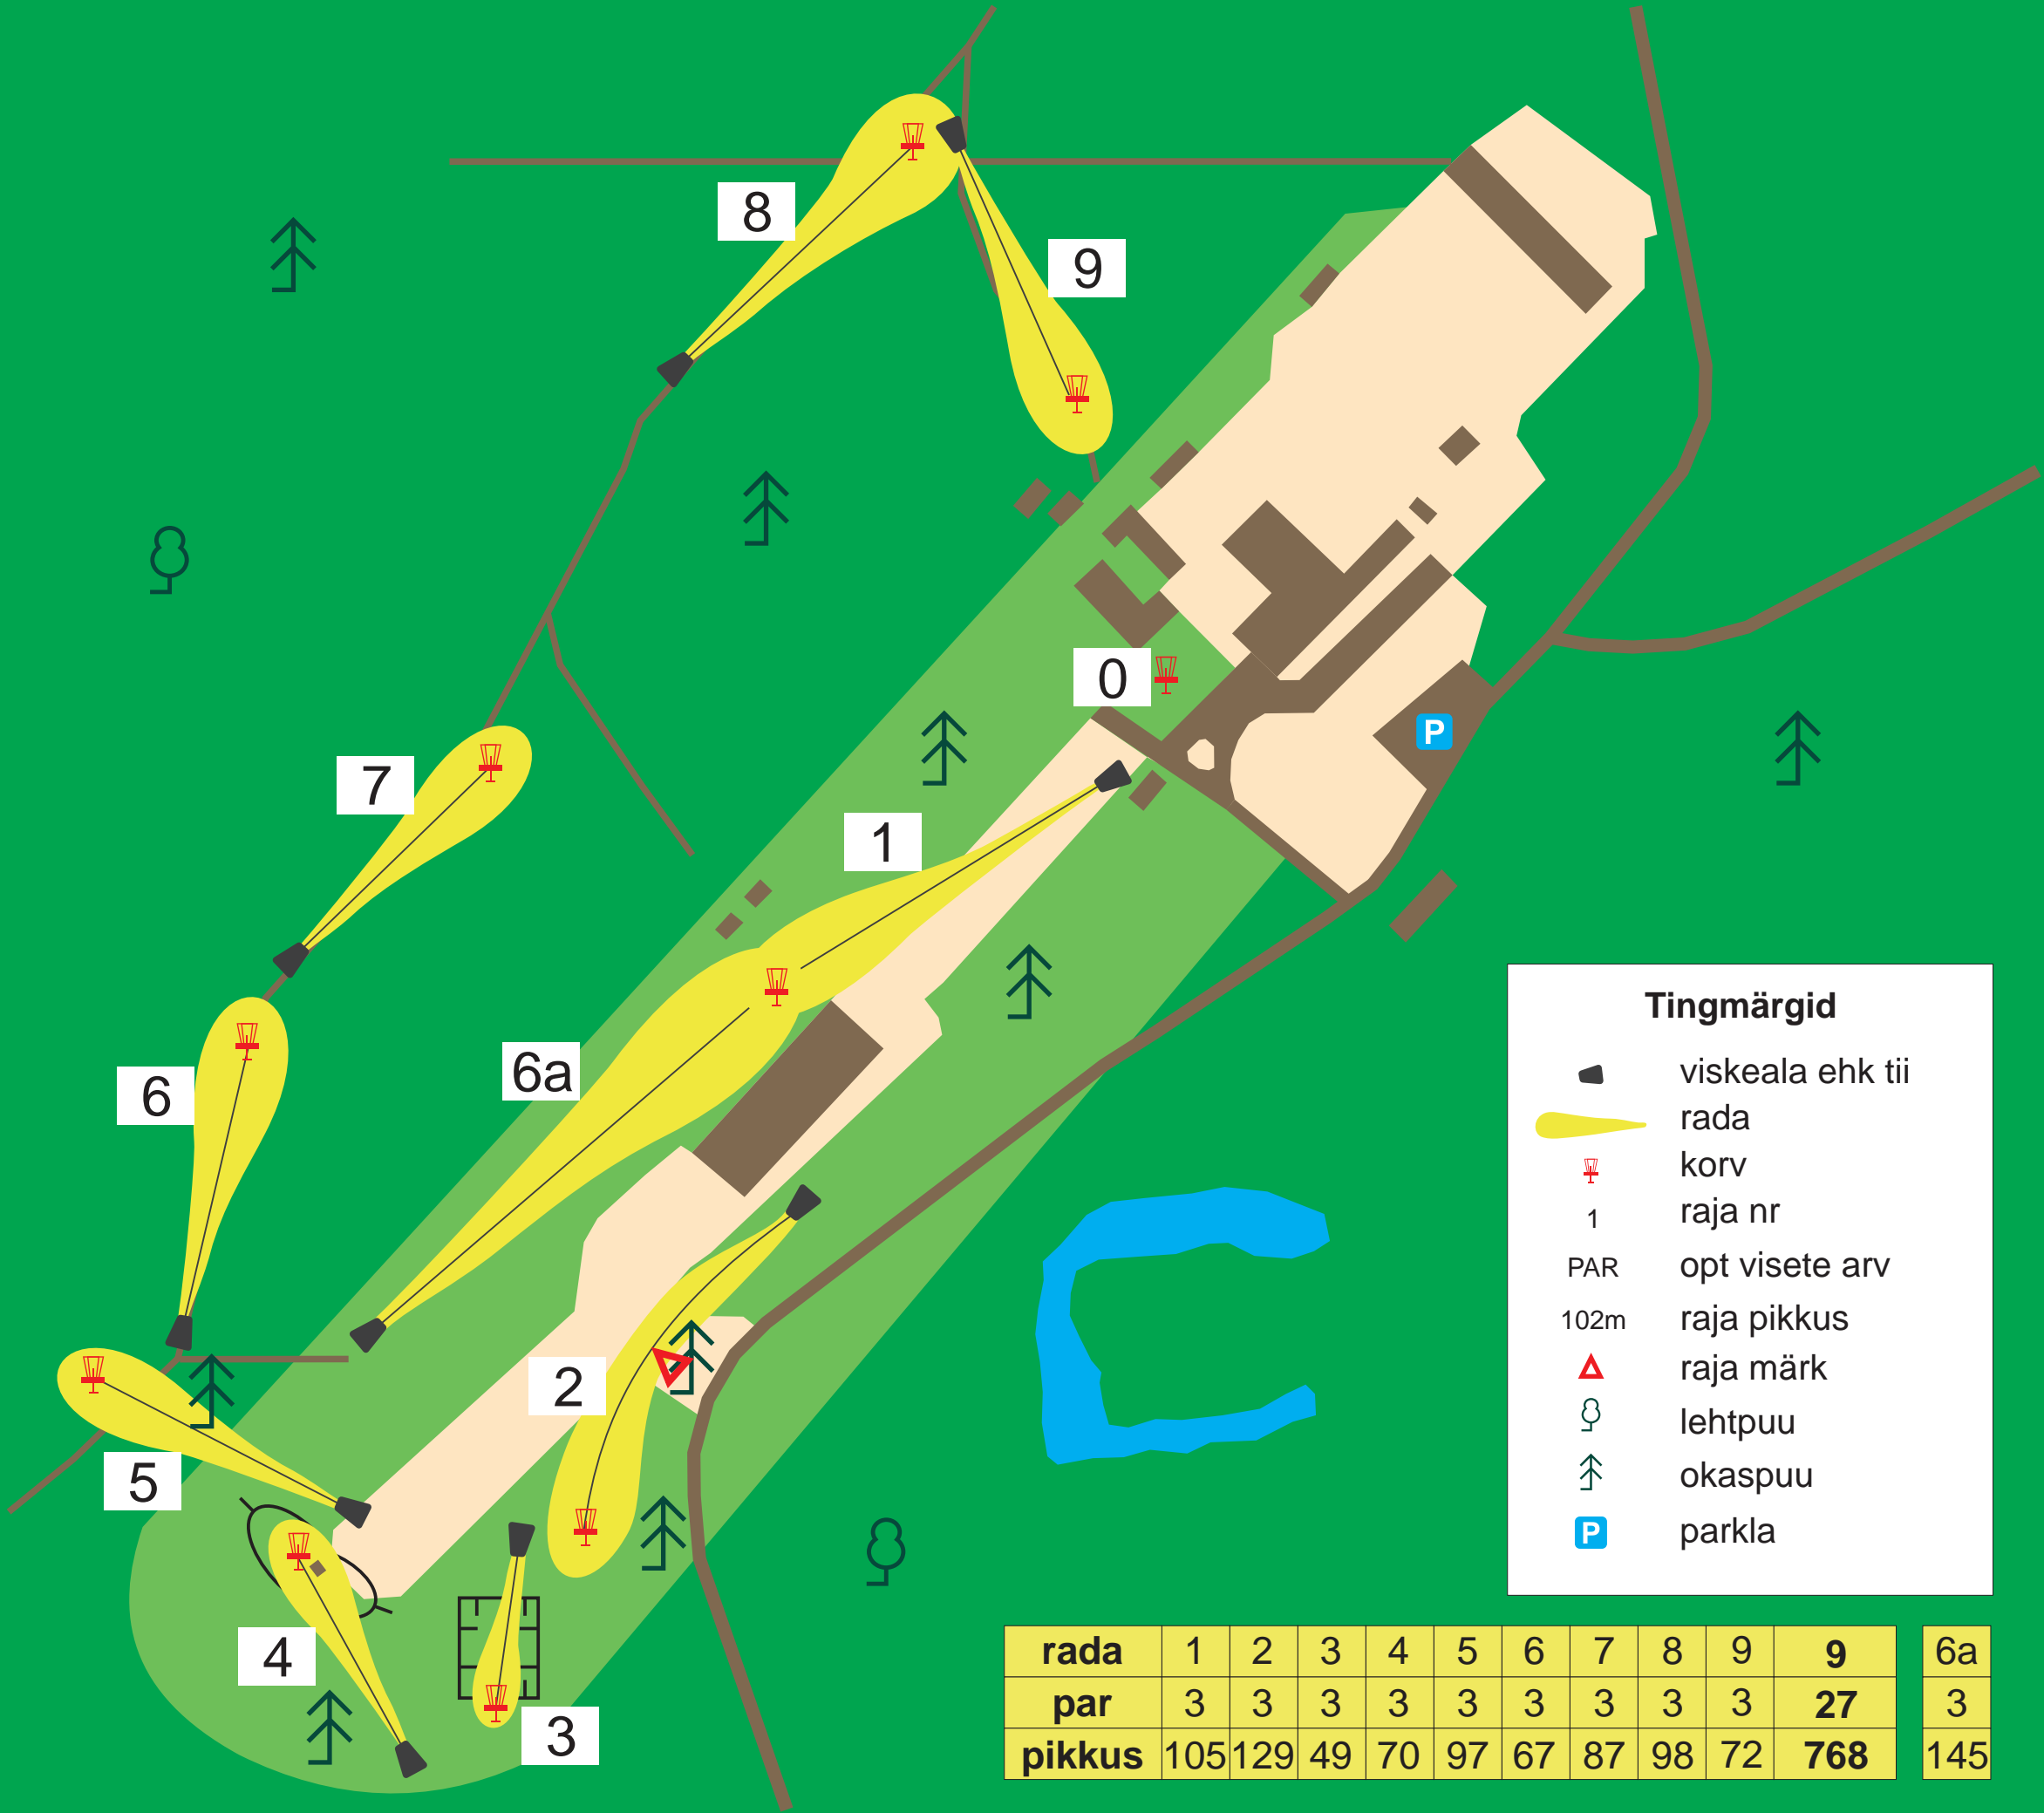 8
9
0
P
7
1
6a
6
2
5
4
3
Tingmärgid
viskeala ehk tii
rada
korv
1 raja nr
PAR opt visete arv
102m raja pikkus
raja märk
lehtpuu
okaspuu
P parkla
rada 1 2 3 4 5 6 7 8 9 9 6a
par 3 3 3 3 3 3 3 3 3 27 3
pikkus 105 129 49 70 97 67 87 98 72 768 145